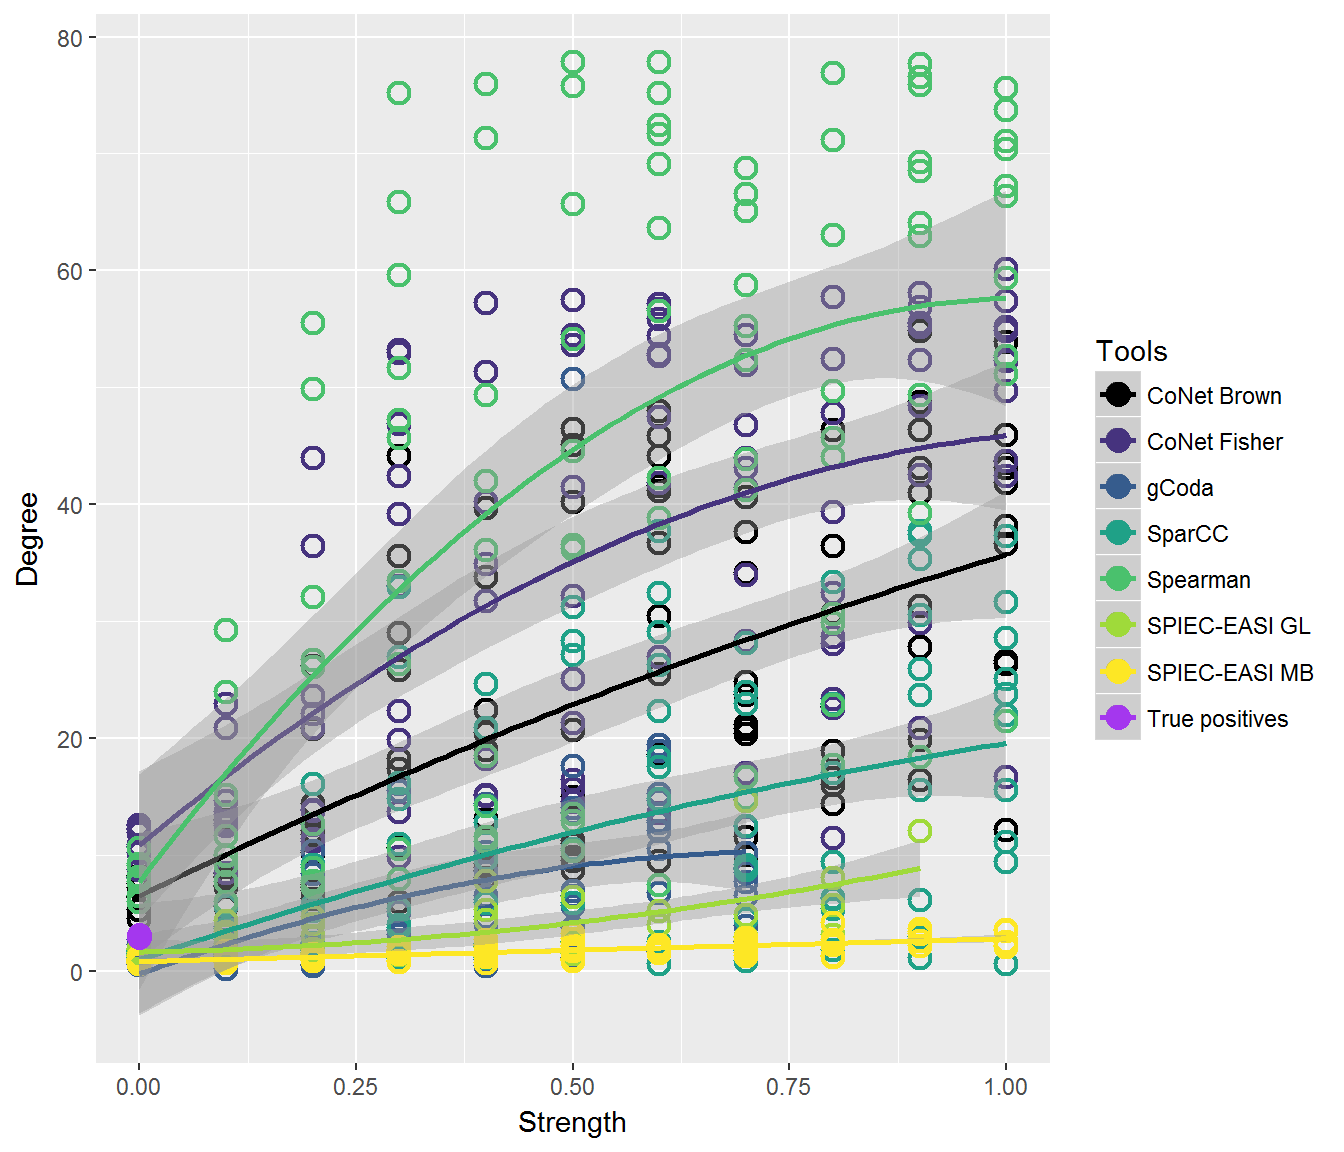 80
60
40
20
0
Degree
0.00
0.25
0.50
0.75
1.00
Strength
Tools
CoNet Brown
CoNet Fisher
gCoda
SparCC
Spearman
SPIEC-EASI GL
SPIEC-EASI MB
True positives